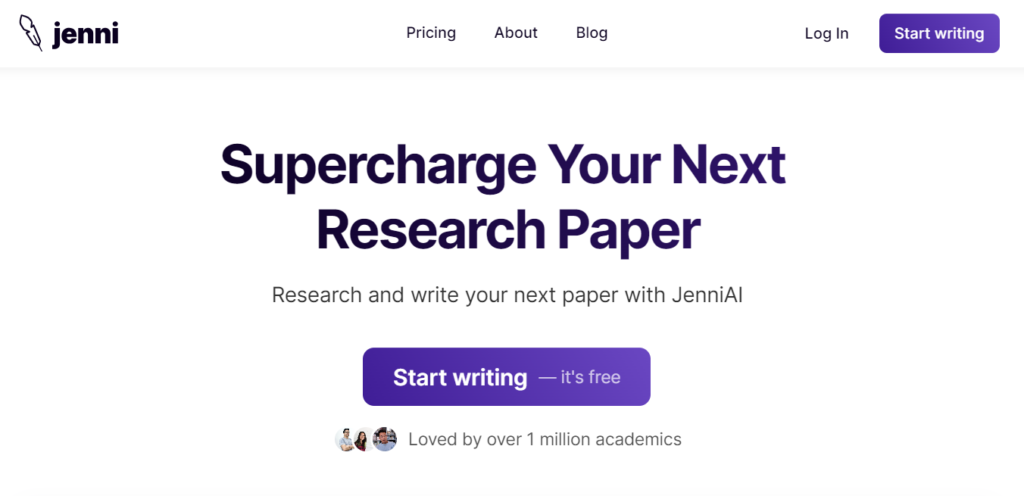 jenni
Pricing
About
Blog
Log In
Start writing
Supercharge Your Next
Research Paper
Research and write your next paper with JenniAI
Start writing — it's free
Loved by over 1 million academics